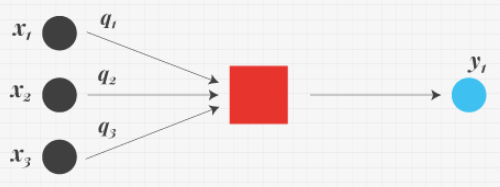 x₁ q₁
x₂ q₂
x₃ q₃
y₁